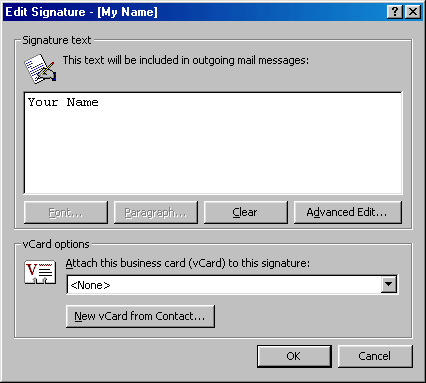 Edit Signature - [My Name]
Signature text
This text will be included in outgoing mail messages:
Your Name
Font... Paragraph... Clear Advanced Edit...
vCard options
V
Attach this business card (vCard) to this signature:
<None>
New vCard from Contact...
OK Cancel